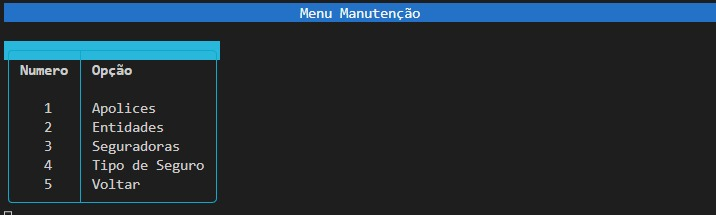 Menu Manutenção
Numero Opção
1 Apolices
2 Entidades
3 Seguradoras
4 Tipo de Seguro
5 Voltar